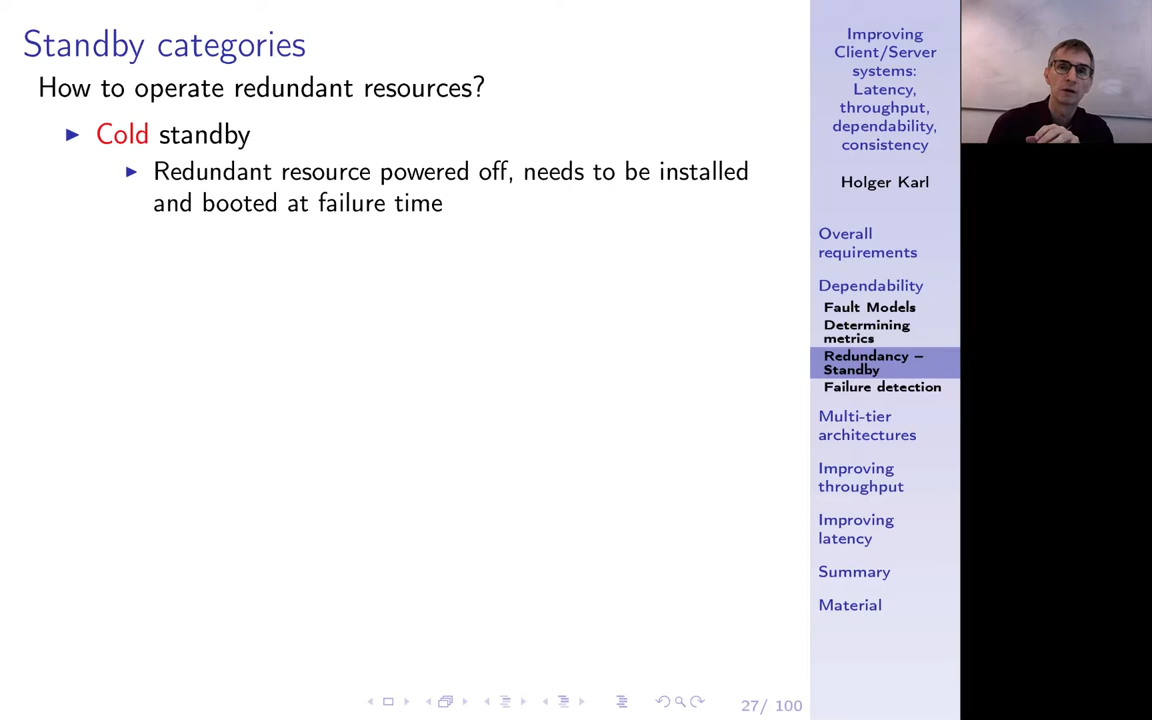 Standby categories
How to operate redundant resources?
Cold standby
Redundant resource powered off, needs to be installed
and booted at failure time
Improving
Client/Server
systems:
Latency,
throughput,
dependability,
consistency
Holger Karl
Overall
requirements
Dependability
Fault Models
Determining
metrics
Redundancy –
Standby
Failure detection
Multi-tier
architectures
Improving
throughput
Improving
latency
Summary
Material
27/ 100